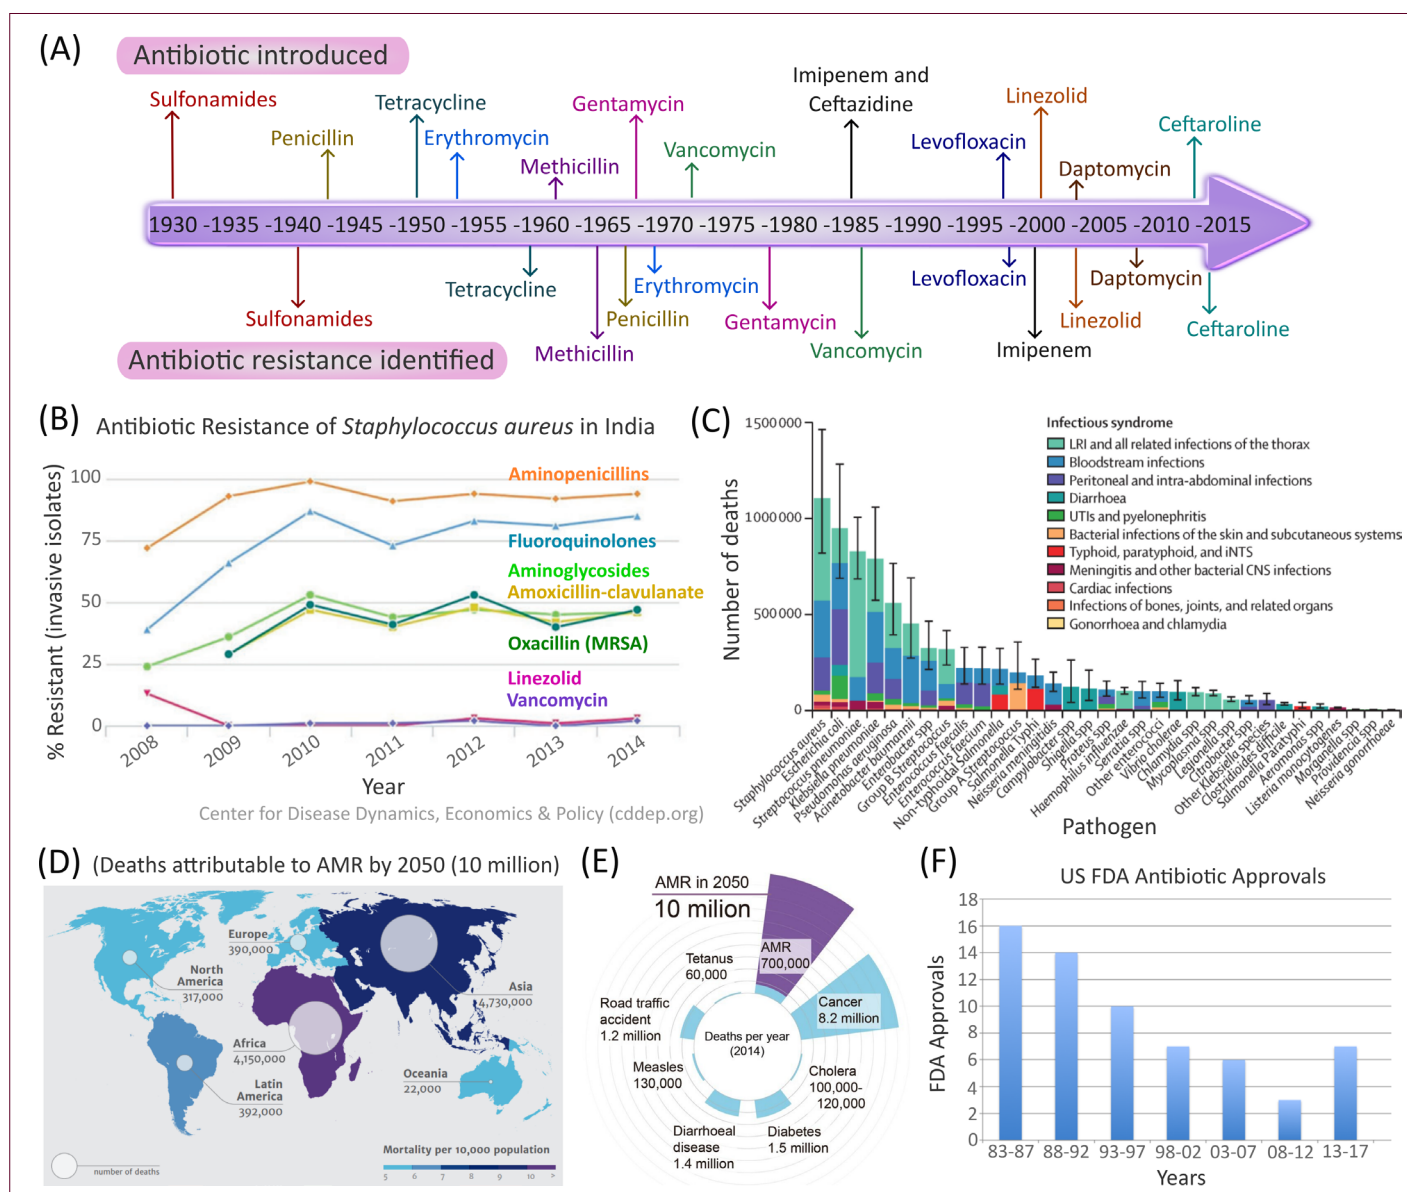 (A)
Antibiotic introduced
Sulfonamides
Penicillin
Tetracycline
Erythromycin
Methicillin
Gentamycin
Vancomycin
Imipenem and
Ceftazidine
Levofloxacin
Linezolid
Daptomycin
Ceftaroline
1930 -1935 -1940 -1945 -1950 -1955 -1960 -1965 -1970 -1975 -1980 -1985 -1990 -1995 -2000 -2005 -2010 -2015
Sulfonamides
Tetracycline
Methicillin
Penicillin
Erythromycin
Gentamycin
Vancomycin
Levofloxacin
Imipenem
Linezolid
Daptomycin
Ceftaroline
Antibiotic resistance identified
(B)
Antibiotic Resistance of Staphylococcus aureus in India
% Resistant (invasive isolates)
100
75
50
25
0
Aminopenicillins
Fluoroquinolones
Aminoglycosides
Amoxicillin-clavulanate
Oxacillin (MRSA)
Linezolid
Vancomycin
2008
2009
2010
2011
2012
2013
2014
Year
Center for Disease Dynamics, Economics & Policy (cddep.org)
(C)
Number of deaths
1500000
1000000
500000
0
Infectious syndrome
LRI and all related infections of the thorax
Bloodstream infections
Peritoneal and intra-abdominal infections
Diarrhoea
UTIs and pyelonephritis
Bacterial infections of the skin and subcutaneous systems
Typhoid, paratyphoid, and iNTS
Meningitis and other bacterial CNS infections
Cardiac infections
Infections of bones, joints, and related organs
Gonorrhoea and chlamydia
Staphylococcus aureus
Escherichia coli
Streptococcus pneumoniae
Klebsiella pneumoniae
Pseudomonas aeruginosa
Acinetobacter baumannii
Enterobacter spp
Group B Streptococcus
Enterococcus faecalis
Enterococcus faecium
Non-typhoidal Salmonella
Group A Streptococcus
Salmonella Typhi
Neisseria meningitidis
Campylobacter spp
Shigella spp
Proteus spp
Haemophilus influenzae
Serratia spp
Other enterococci
Vibrio cholerae
Chlamydia spp
Mycoplasma spp
Legionella spp
Citrobacter spp
Other Klebsiella species
Clostridioides difficile
Salmonella Paratyphi
Aeromonas spp
Listeria monocytogenes
Morganella spp
Providencia spp
Neisseria gonorrhoeae
Pathogen
(D)
(Deaths attributable to AMR by 2050 (10 million)
Europe
390,000
North
America
317,000
Asia
4,730,000
Africa
4,150,000
Latin
America
392,000
Oceania
22,000
number of deaths
Mortality per 10,000 population
5 6 7 8 9 10 >
(E)
AMR in 2050
10 milion
AMR
700,000
Tetanus
60,000
Cancer
8.2 million
Road traffic
accident
1.2 million
Deaths per year
(2014)
Measles
130,000
Cholera
100,000-
120,000
Diarrhoeal
disease
1.4 million
Diabetes
1.5 million
(F)
US FDA Antibiotic Approvals
FDA Approvals
18
16
14
12
10
8
6
4
2
0
83-87
88-92
93-97
98-02
03-07
08-12
13-17
Years